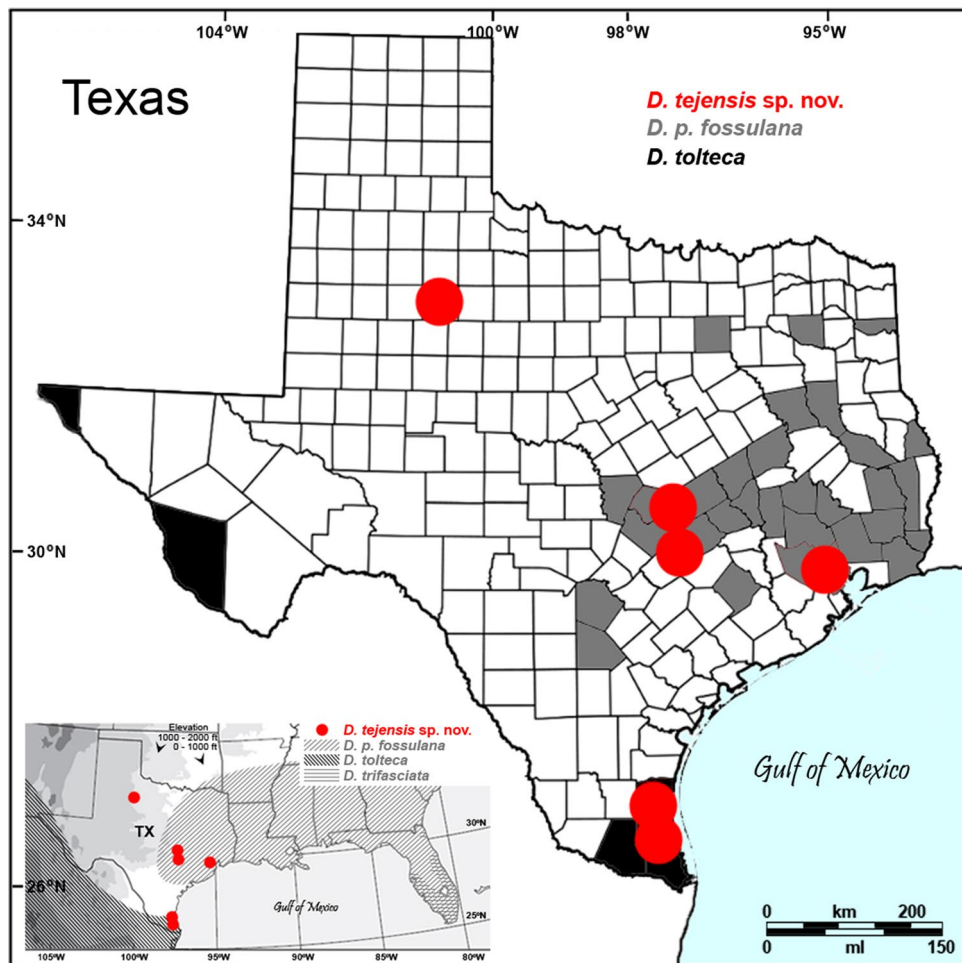 104°W
100°W
98°W
95°W
Texas
D. tejensis sp. nov.
D. p. fossulana
D. tolteca
34°N
30°N
26°N
Gulf of Mexico
0 km 200
0 ml 150
Elevation
1000 - 2000 ft
0 - 1000 ft
D. tejensis sp. nov.
D. p. fossulana
D. tolteca
D. trifasciata
TX
30°N
Gulf of Mexico
25°N
105°W
100°W
95°W
90°W
85°W
80°W